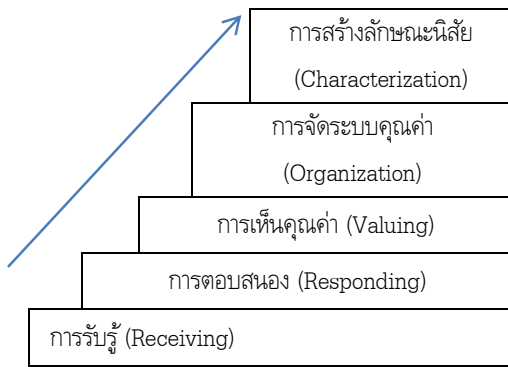 การสร้างลักษณะนิสัย
(Characterization)
การจัดระบบคุณค่า
(Organization)
การเห็นคุณค่า (Valuing)
การตอบสนอง (Responding)
การรับรู้ (Receiving)